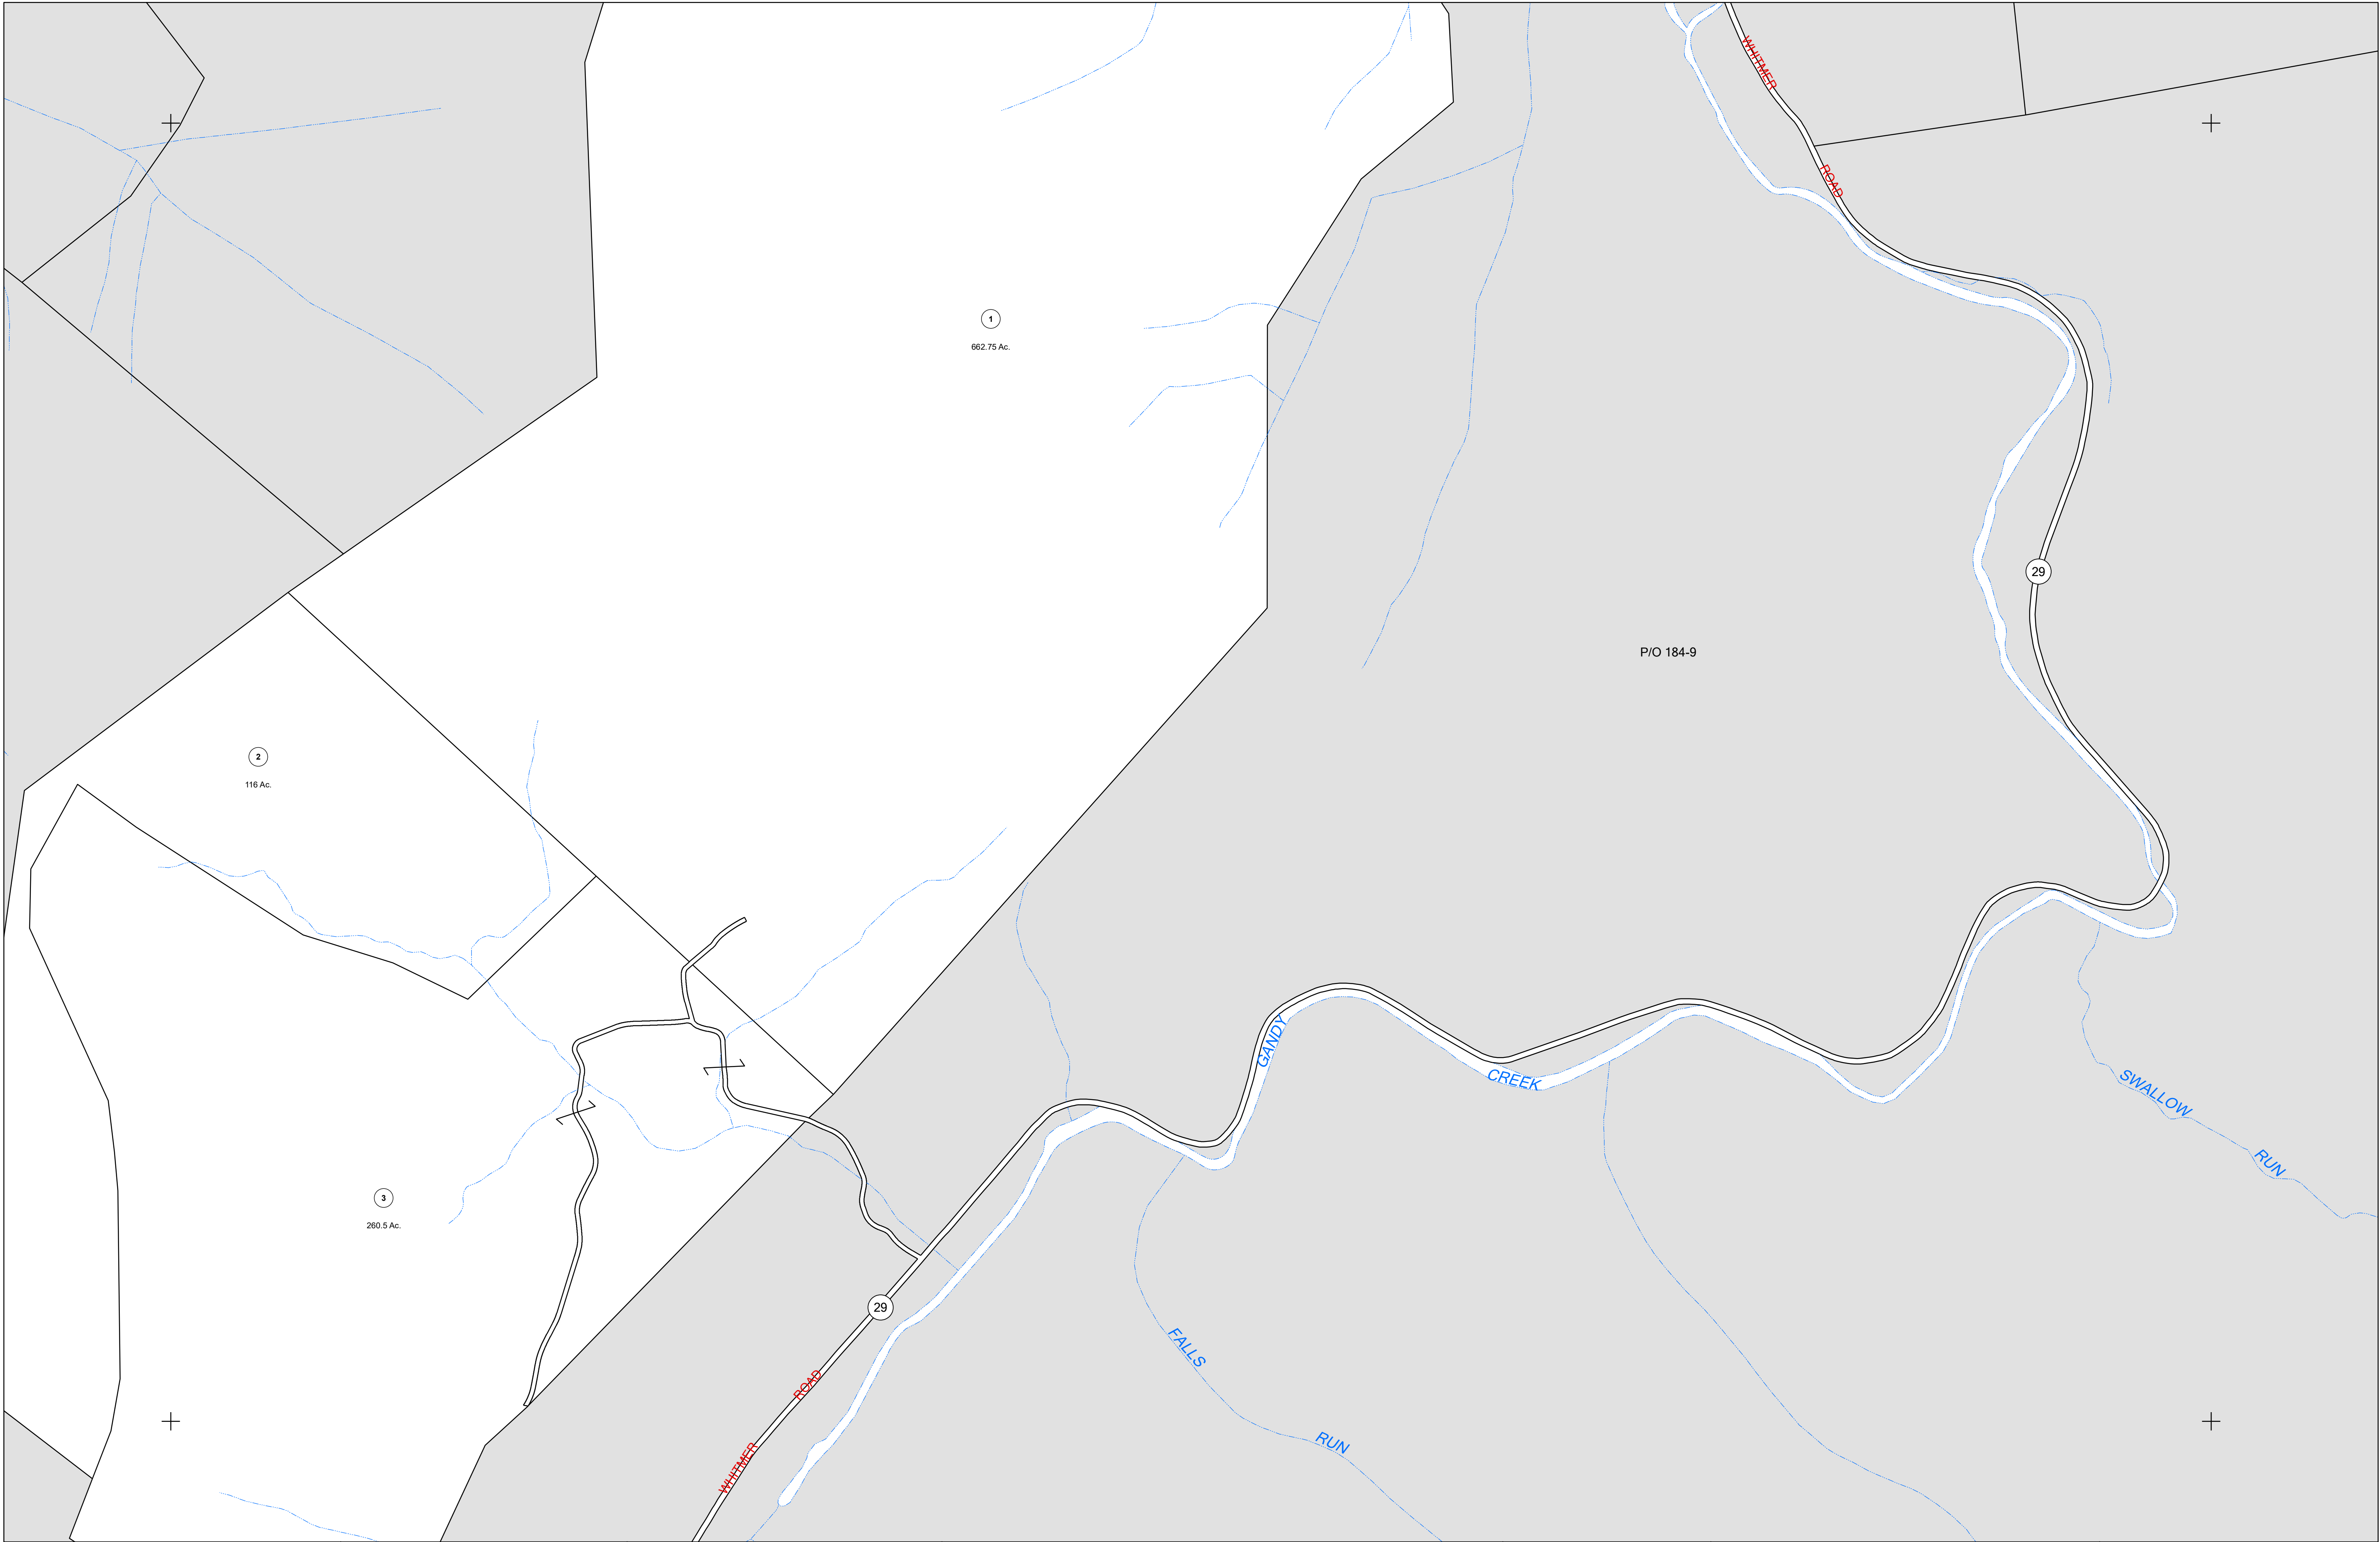 WHITMER
ROAD
1
662.75 Ac.
29
P/O 184-9
2
116 Ac.
GANDY
CREEK
SWALLOW
RUN
3
260.5 Ac.
29
FALLS
RUN
ROAD
WHITMER